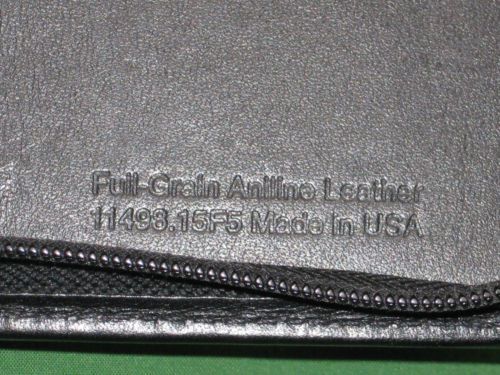 Full-Grain Aniline Leather
11498.15F5 Made In USA